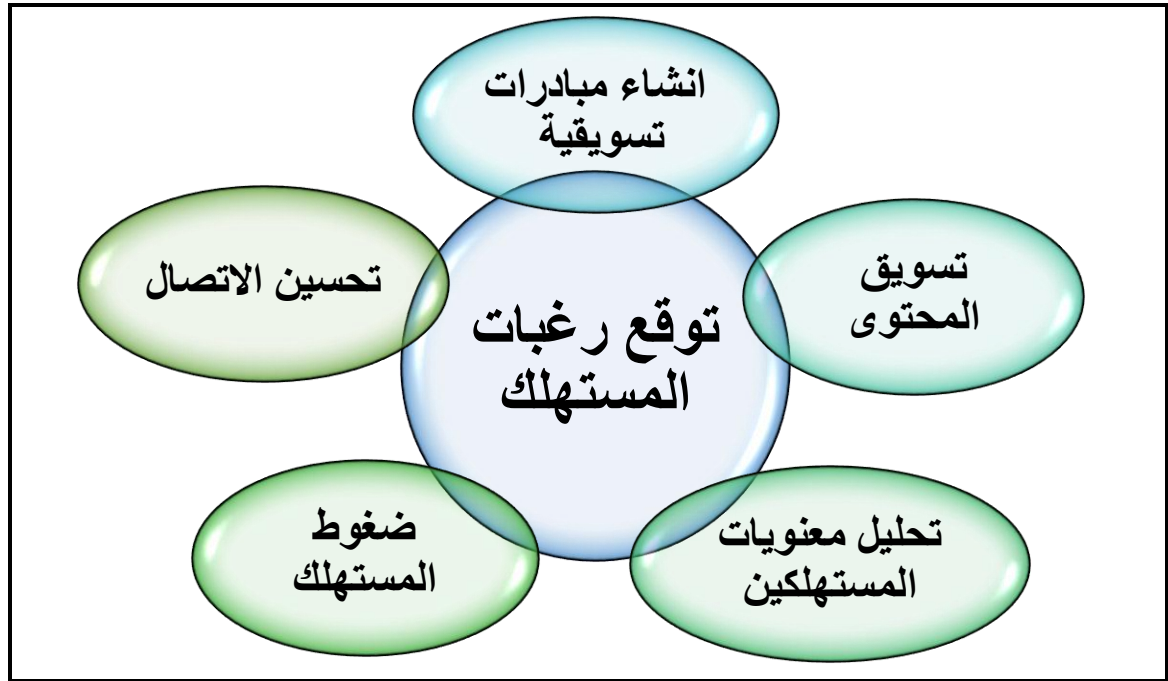 انشاء مبادرات
تسويقية
تسويق
المحتوى
تحليل معنويات
المستهلكين
ضغوط
المستهلك
تحسين الاتصال
توقع رغبات
المستهلك